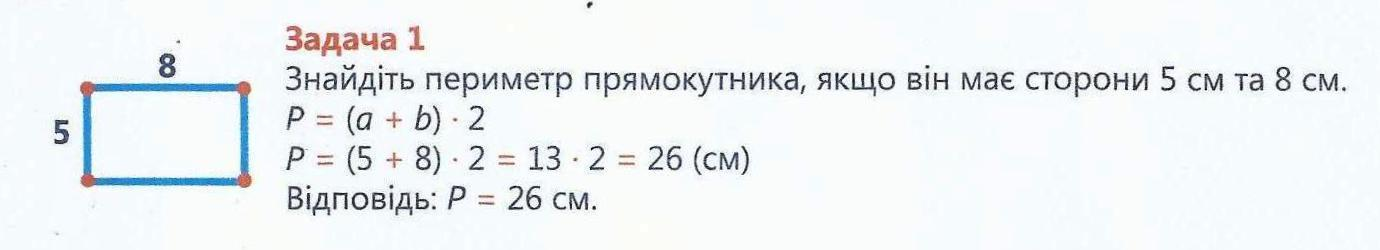 Задача 1
8
Знайдіть периметр прямокутника, якщо він має сторони 5 см та 8 см.
5
P = (a + b) · 2
P = (5 + 8) · 2 = 13 · 2 = 26 (см)
Відповідь: P = 26 см.